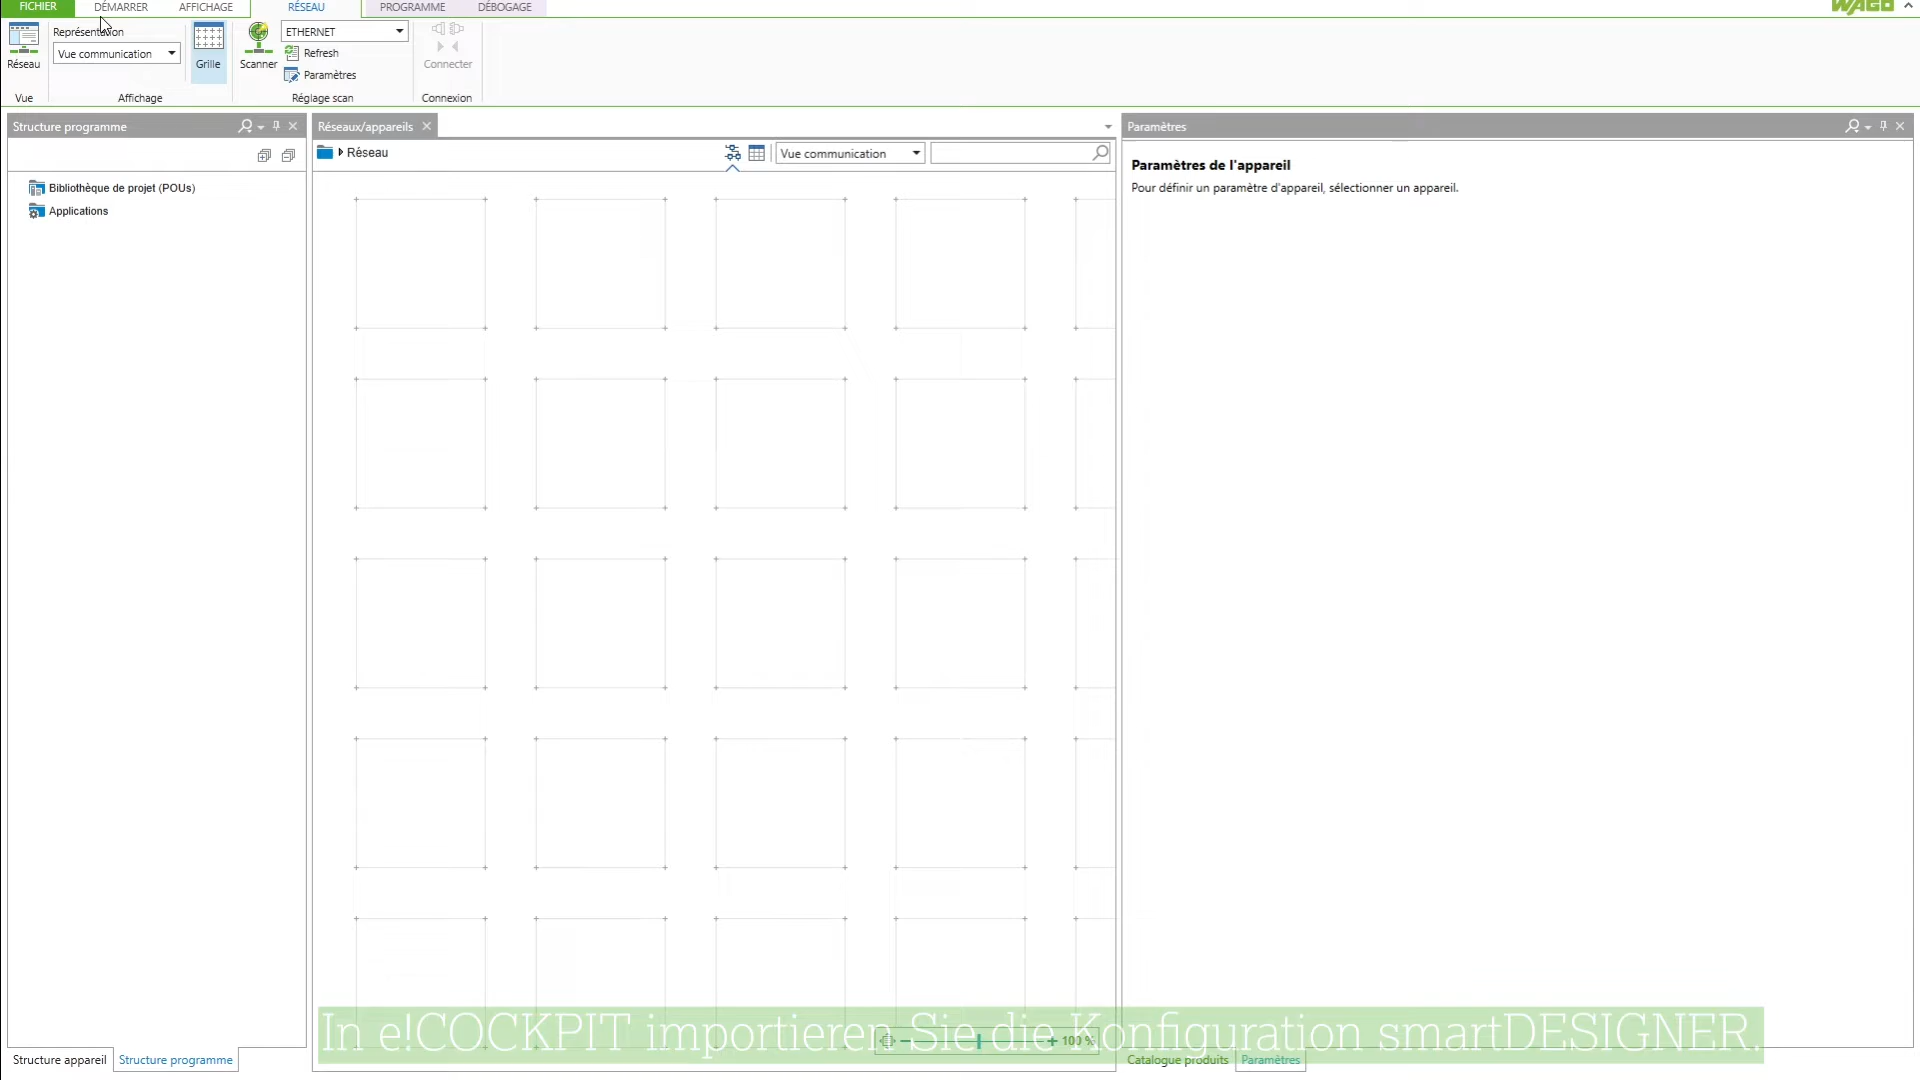 FICHIER DÉMARRER AFFICHAGE RÉSEAU PROGRAMME DÉBOGAGE WAGO
Représentation ETHERNET
Vue communication Refresh
Réseau Grille Scanner Paramètres Connecter
Vue Affichage Réglage scan Connexion
Structure programme Réseaux/appareils Paramètres
Réseau Vue communication
Paramètres de l'appareil
Pour définir un paramètre d'appareil, sélectionner un appareil.
Bibliothèque de projet (POUs)
Applications
In e!COCKPIT importieren Sie die Konfiguration smartDESIGNER.
100 %
Structure appareil Structure programme Catalogue produits Paramètres